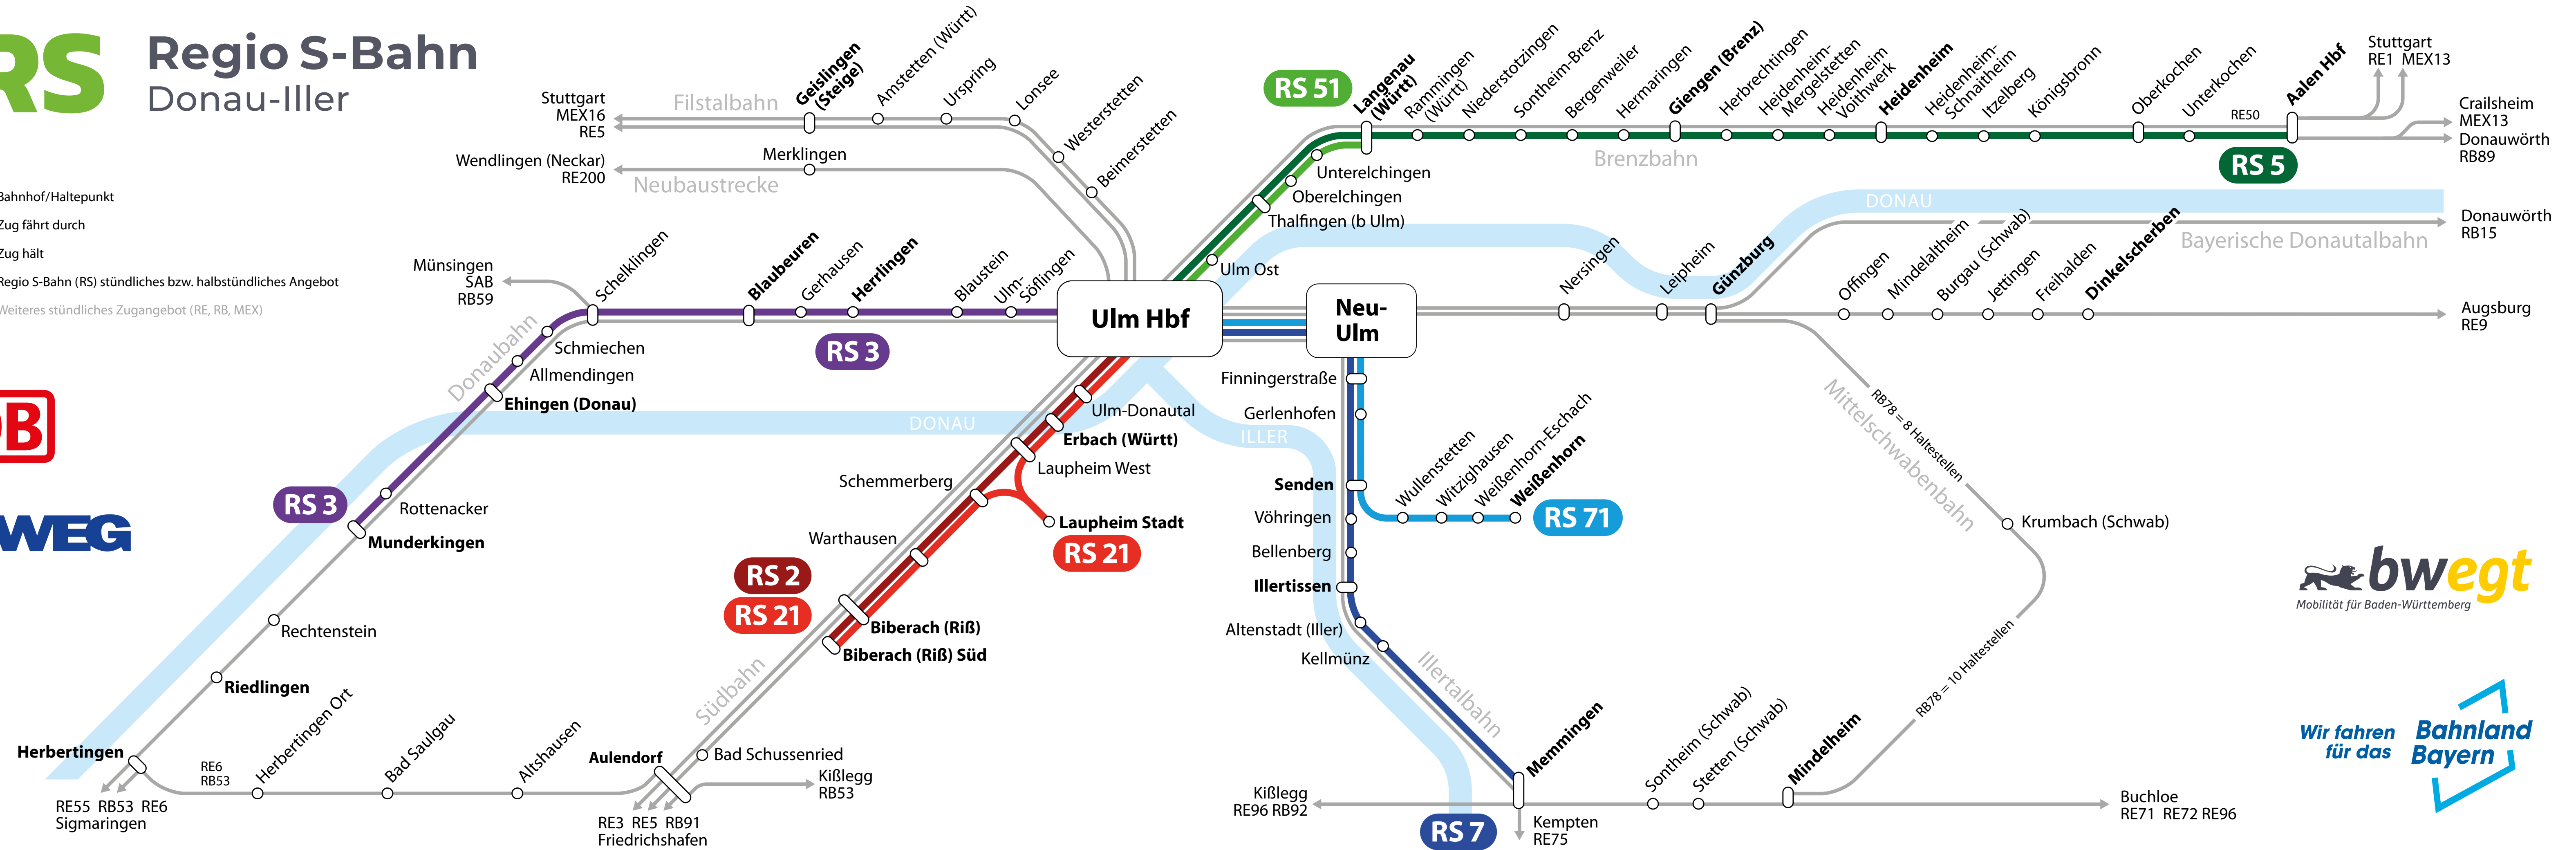 RS
Regio S-Bahn
Donau-Iller
Bahnhof/Haltepunkt
Zug fährt durch
Zug hält
Regio S-Bahn (RS) stündliches bzw. halbstündliches Angebot
Weiteres stündliches Zugangebot (RE, RB, MEX)
DB
WEG
Stuttgart
MEX16
RE5
Filstalbahn
Geislingen
(Steige)
Amstetten (Württ)
Urspring
Lonsee
Westerstetten
Beimerstetten
Wendlingen (Neckar)
RE200
Merklingen
Neubaustrecke
Münsingen
SAB
RB59
Schelklingen
Blaubeuren
Gerhausen
Herrlingen
Blaustein
Ulm-
Söflingen
RS 3
Ulm Hbf
Neu-
Ulm
Donaubahn
Schmiechen
Allmendingen
Ehingen (Donau)
RS 3
Rottenacker
Munderkingen
Rechtenstein
Riedlingen
Herbertingen
RE55 RB53 RE6
Sigmaringen
RE6
RB53
Herbertingen Ort
Bad Saulgau
Altshausen
Aulendorf
Bad Schussenried
Kißlegg
RB53
RE3 RE5 RB91
Friedrichshafen
Südbahn
DONAU
Ulm-Donautal
Erbach (Württ)
Laupheim West
Schemmerberg
Laupheim Stadt
RS 21
Warthausen
RS 2
RS 21
Biberach (Riß)
Biberach (Riß) Süd
RS 51
Langenau
(Württ)
Rammingen
(Württ)
Niederstotzingen
Sontheim-Brenz
Bergenweiler
Hermaringen
Giengen (Brenz)
Herbrechtingen
Heidenheim-
Mergelstetten
Heidenheim
Voithwerk
Heidenheim
Heidenheim-
Schnaitheim
Itzelberg
Königsbronn
Oberkochen
Unterkochen
RE50
Aalen Hbf
Stuttgart
RE1 MEX13
Crailsheim
MEX13
Donauwörth
RB89
RS 5
Brenzbahn
Unterelchingen
Oberelchingen
Thalfingen (b Ulm)
Ulm Ost
DONAU
Donauwörth
RB15
Bayerische Donautalbahn
Nersingen
Leipheim
Günzburg
Offingen
Mindelaltheim
Burgau (Schwab)
Jettingen
Freihalden
Dinkelscherben
Augsburg
RE9
Finningerstraße
Gerlenhofen
ILLER
Senden
Vöhringen
Bellenberg
Illertissen
Altenstadt (Iller)
Kellmünz
Wullenstetten
Witzighausen
Weißenhorn-Eschach
Weißenhorn
RS 71
Illertalbahn
Memmingen
RS 7
Kißlegg
RE96 RB92
Kempten
RE75
Sontheim (Schwab)
Stetten (Schwab)
Mindelheim
Buchloe
RE71 RE72 RE96
Mittelschwabenbahn
RB78 = 8 Haltestellen
Krumbach (Schwab)
RB78 = 10 Haltestellen
bwegt
Mobilität für Baden-Württemberg
Wir fahren
für das
Bahnland
Bayern